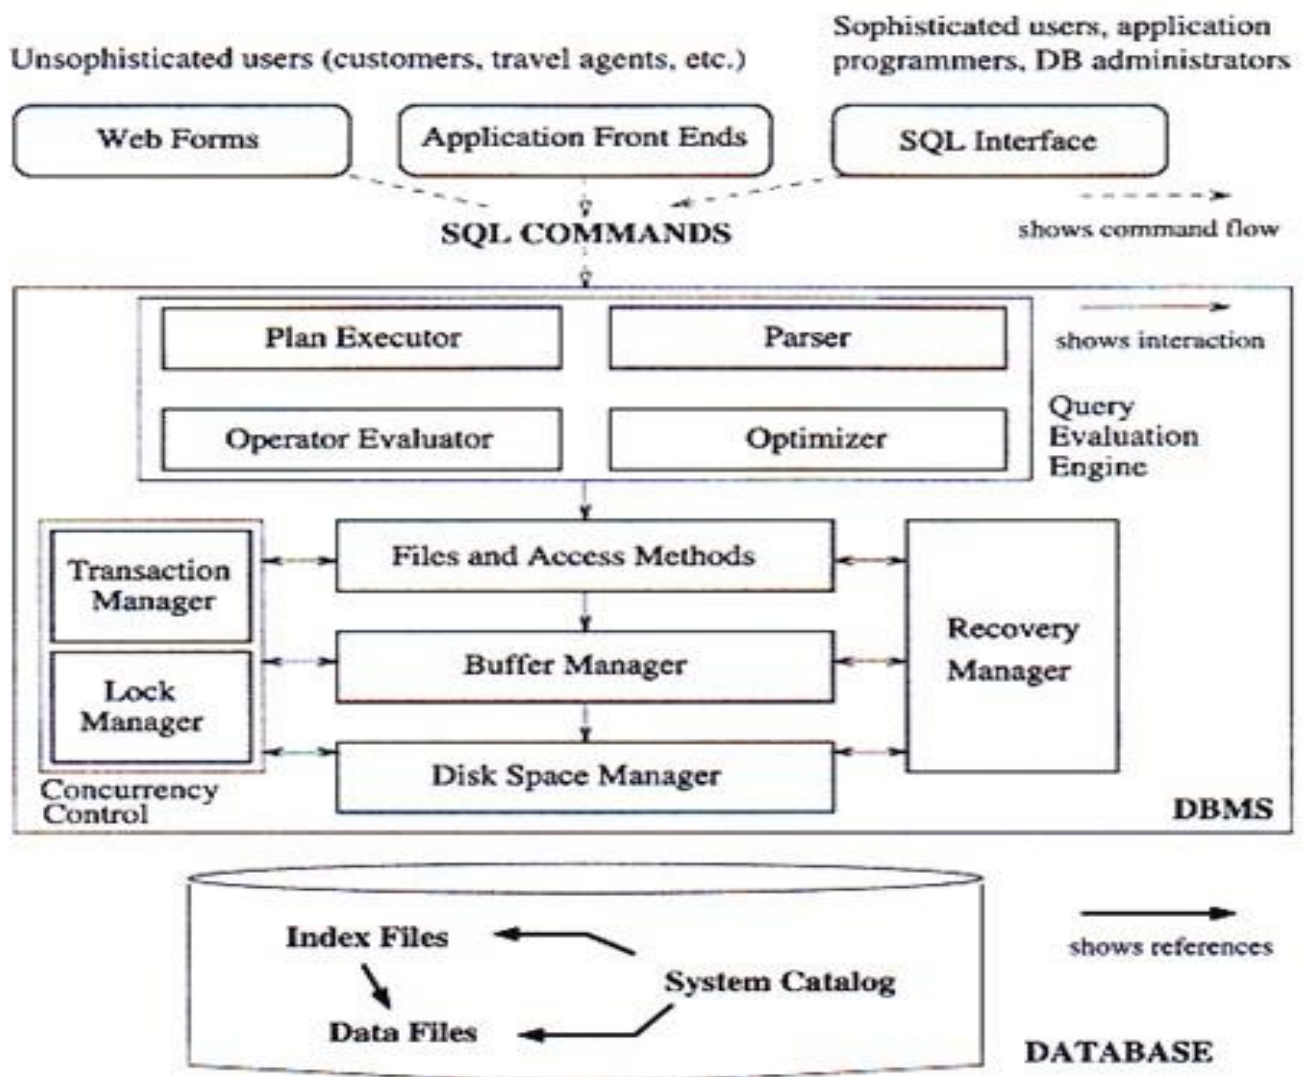 Unsophisticated users (customers, travel agents, etc.)
Sophisticated users, application
programmers, DB administrators
Web Forms
Application Front Ends
SQL Interface
SQL COMMANDS
shows command flow
Plan Executor
Parser
shows interaction
Operator Evaluator
Optimizer
Query
Evaluation
Engine
Transaction
Manager
Files and Access Methods
Recovery
Manager
Buffer Manager
Lock
Manager
Disk Space Manager
Concurrency
Control
DBMS
Index Files
shows references
System Catalog
Data Files
DATABASE